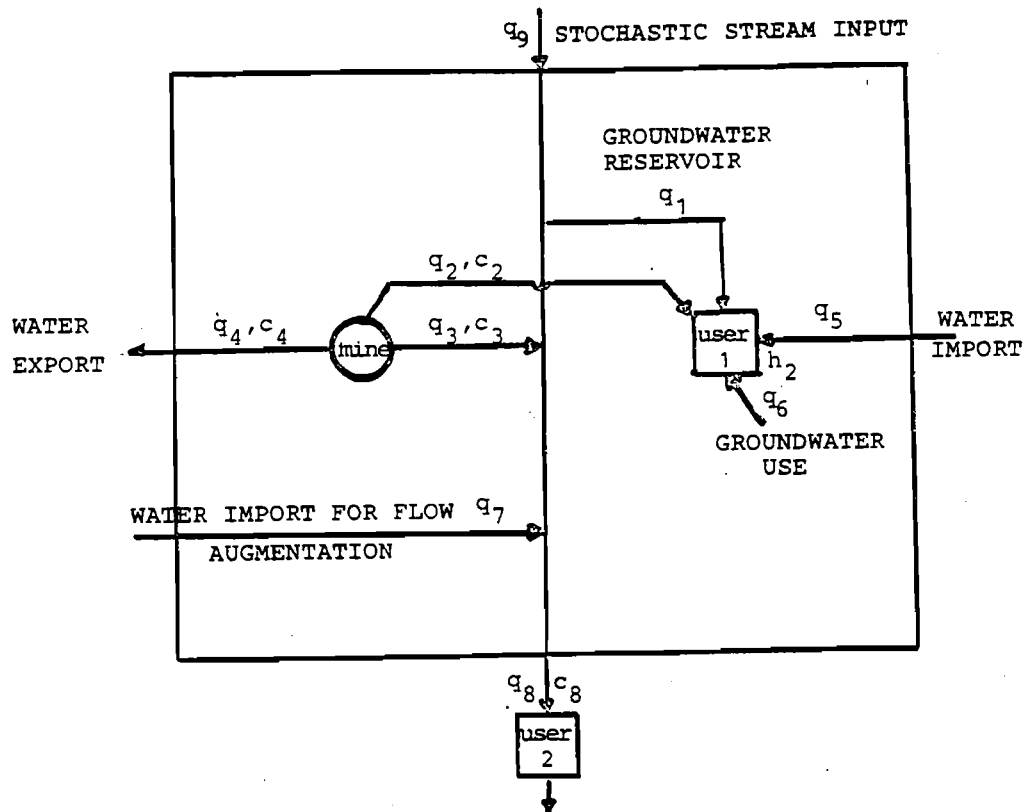 q9 STOCHASTIC STREAM INPUT
GROUNDWATER
RESERVOIR
q1
q2,c2
WATER
EXPORT
q4,c4
mine
q3,c3
user
1
h2
q5
WATER
IMPORT
q6
GROUNDWATER
USE
WATER IMPORT FOR FLOW q7
AUGMENTATION
q8 c8
user
2